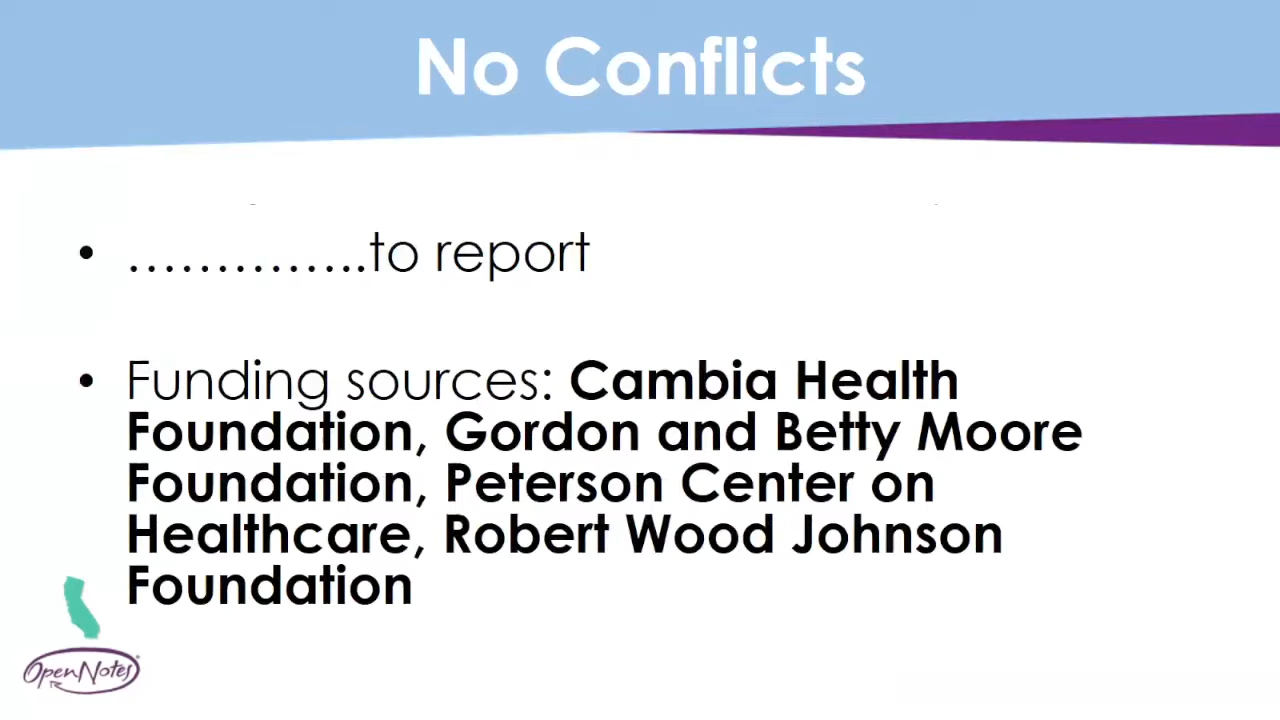 No Conflicts
• …………..to report
• Funding sources: Cambia Health
Foundation, Gordon and Betty Moore
Foundation, Peterson Center on
Healthcare, Robert Wood Johnson
Foundation
OpenNotes